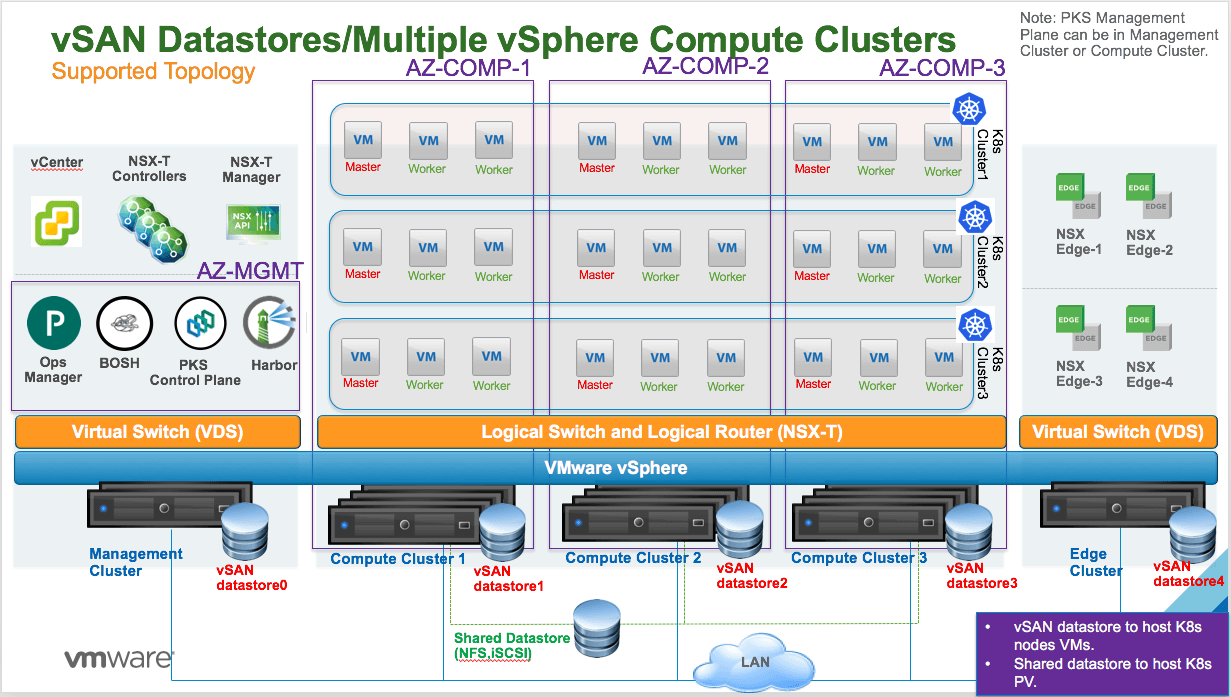 vSAN Datastores/Multiple vSphere Compute Clusters
Supported Topology
Note: PKS Management
Plane can be in Management
Cluster or Compute Cluster.
AZ-COMP-1
AZ-COMP-2
AZ-COMP-3
vCenter
NSX-T
Controllers
NSX-T
Manager
NSX
API
AZ-MGMT
P
Ops
Manager
BOSH
PKS
Control Plane
Harbor
VM VM VM VM VM VM VM VM VM
Master Worker Worker Master Worker Worker Master Worker Worker
K8s
Cluster1
VM VM VM VM VM VM VM VM VM
Master Worker Worker Master Worker Worker Master Worker Worker
K8s
Cluster2
VM VM VM VM VM VM VM VM VM
Master Worker Worker Master Worker Worker Master Worker Worker
K8s
Cluster3
EDGE
EDGE
NSX
Edge-1
EDGE
EDGE
NSX
Edge-2
EDGE
EDGE
NSX
Edge-3
EDGE
EDGE
NSX
Edge-4
Virtual Switch (VDS)
Logical Switch and Logical Router (NSX-T)
Virtual Switch (VDS)
VMware vSphere
Management
Cluster
vSAN
datastore0
Compute Cluster 1
vSAN
datastore1
Compute Cluster 2
vSAN
datastore2
Compute Cluster 3
vSAN
datastore3
Edge
Cluster
vSAN
datastore4
Shared Datastore
(NFS,iSCSI)
LAN
vmware
• vSAN datastore to host K8s
nodes VMs.
• Shared datastore to host K8s
PV.